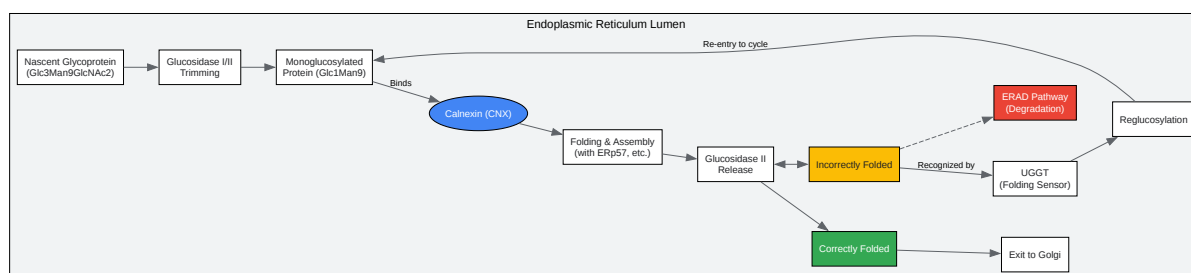 Endoplasmic Reticulum Lumen
Re-entry to cycle
Nascent Glycoprotein
(Glc3Man9GlcNAc2)
Glucosidase I/II
Trimming
Monoglucosylated
Protein (Glc1Man9)
Binds
Calnexin (CNX)
Folding & Assembly
(with ERp57, etc.)
Glucosidase II
Release
Incorrectly Folded
Recognized by
ERAD Pathway
(Degradation)
UGGT
(Folding Sensor)
Reglucosylation
Correctly Folded
Exit to Golgi